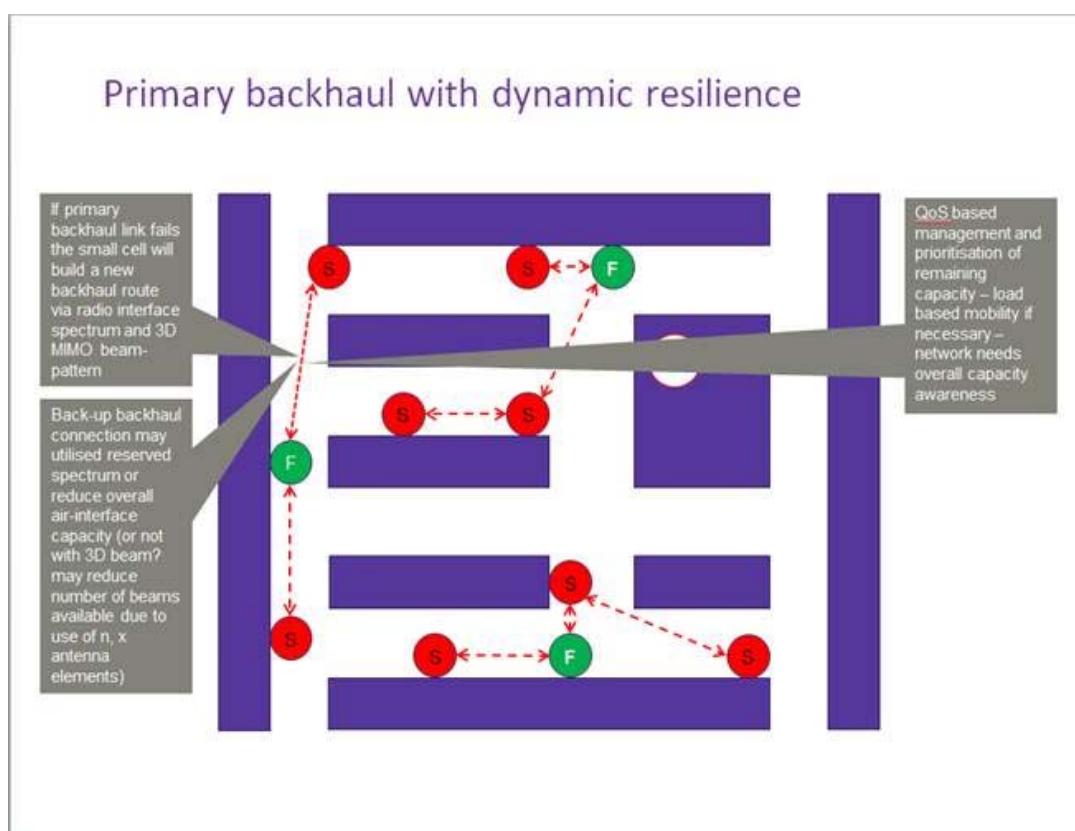 Primary backhaul with dynamic resilience
If primary
backhaul link fails
the small cell will
build a new
backhaul route
via radio interface
spectrum and 3D
MIMO beam-
pattern
QoS based
management and
prioritisation of
remaining
capacity – load
based mobility if
necessary –
network needs
overall capacity
awareness
Back-up backhaul
connection may
utilised reserved
spectrum or
reduce overall
air-interface
capacity (or not
with 3D beam?
may reduce
number of beams
available due to
use of n, x
antenna
elements)
S
S
F
S
S
F
S
S
S
F
S